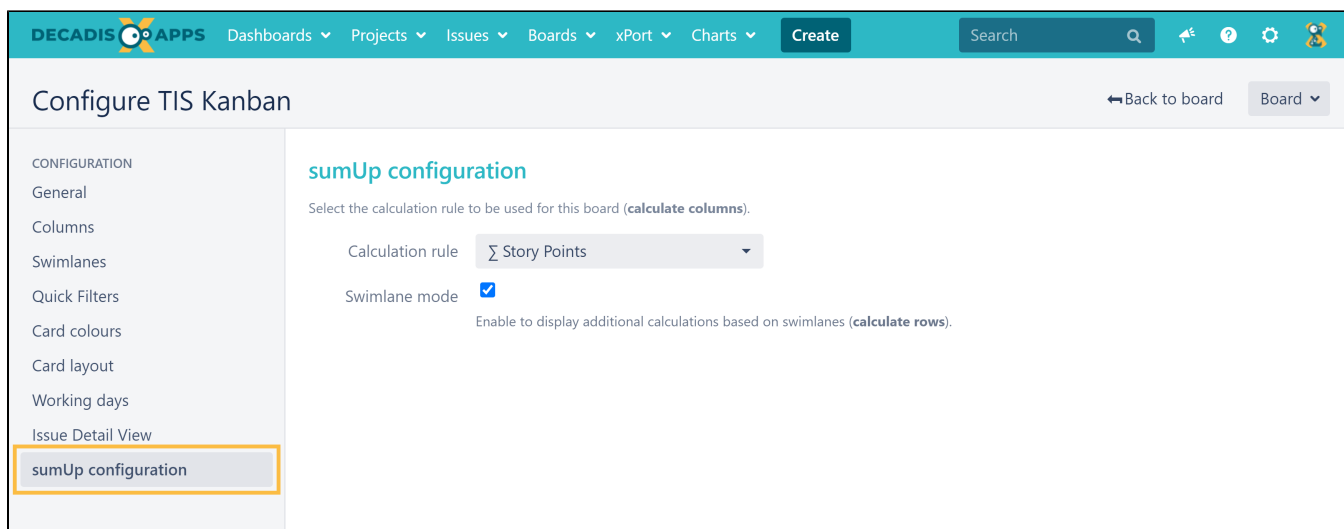 DECADIS APPS Dashboards Projects Issues Boards xPort Charts Create Search
Configure TIS Kanban Back to board Board
CONFIGURATION
General
Columns
Swimlanes
Quick Filters
Card colours
Card layout
Working days
Issue Detail View
sumUp configuration
sumUp configuration
Select the calculation rule to be used for this board (calculate columns).
Calculation rule ∑ Story Points
Swimlane mode
Enable to display additional calculations based on swimlanes (calculate rows).